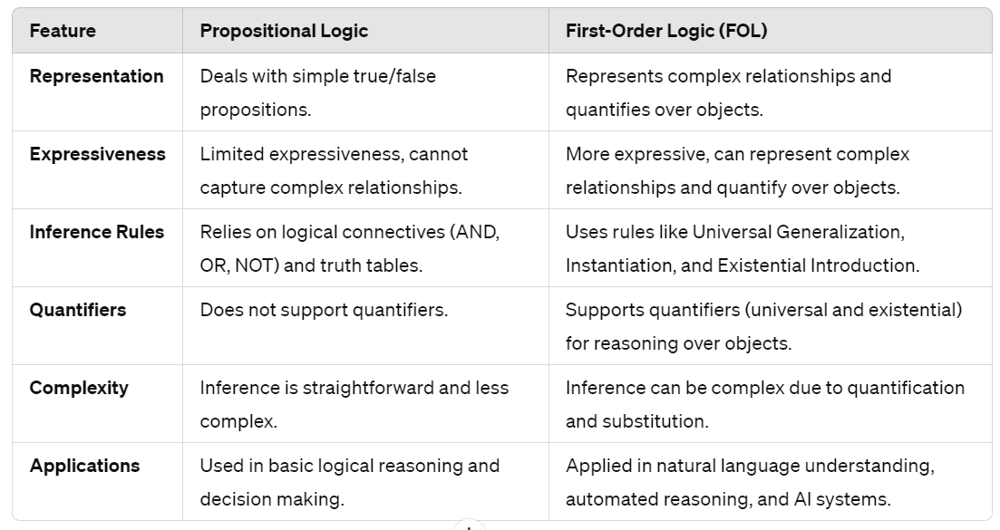 Feature Propositional Logic First-Order Logic (FOL)
Representation Deals with simple true/false Represents complex relationships and
propositions. quantifies over objects.
Expressiveness Limited expressiveness, cannot More expressive, can represent complex
capture complex relationships. relationships and quantify over objects.
Inference Rules Relies on logical connectives (AND, Uses rules like Universal Generalization,
OR, NOT) and truth tables. Instantiation, and Existential Introduction.
Quantifiers Does not support quantifiers. Supports quantifiers (universal and existential)
for reasoning over objects.
Complexity Inference is straightforward and less Inference can be complex due to quantification
complex. and substitution.
Applications Used in basic logical reasoning and Applied in natural language understanding,
decision making. automated reasoning, and AI systems.